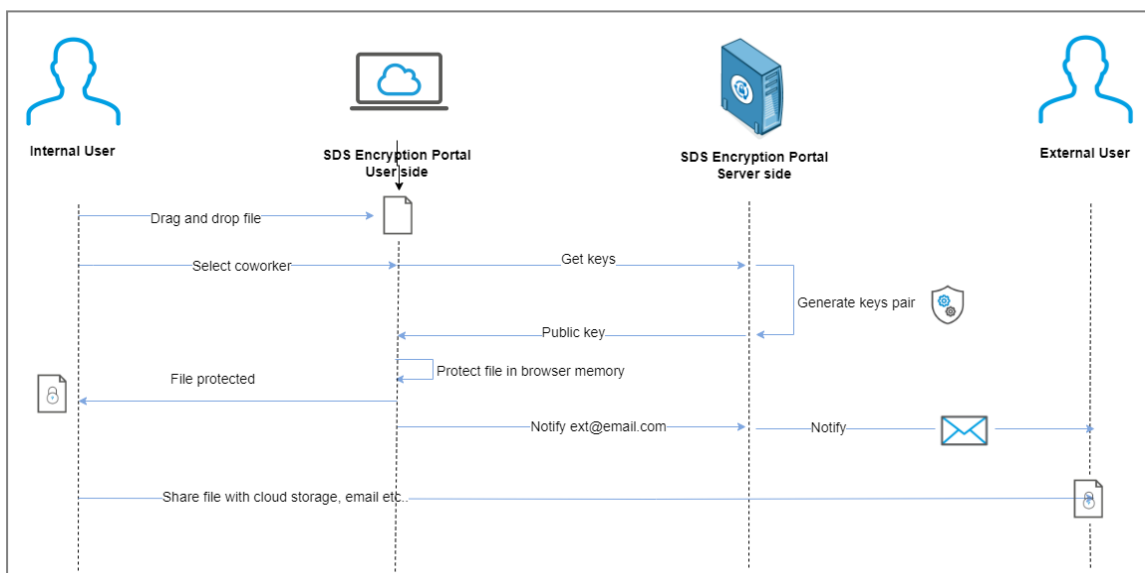 Internal User
SDS Encryption Portal
User side
SDS Encryption Portal
Server side
External User
Drag and drop file
Select coworker
Get keys
Generate keys pair
Public key
Protect file in browser memory
File protected
Notify ext@email.com
Notify
Share file with cloud storage, email etc..